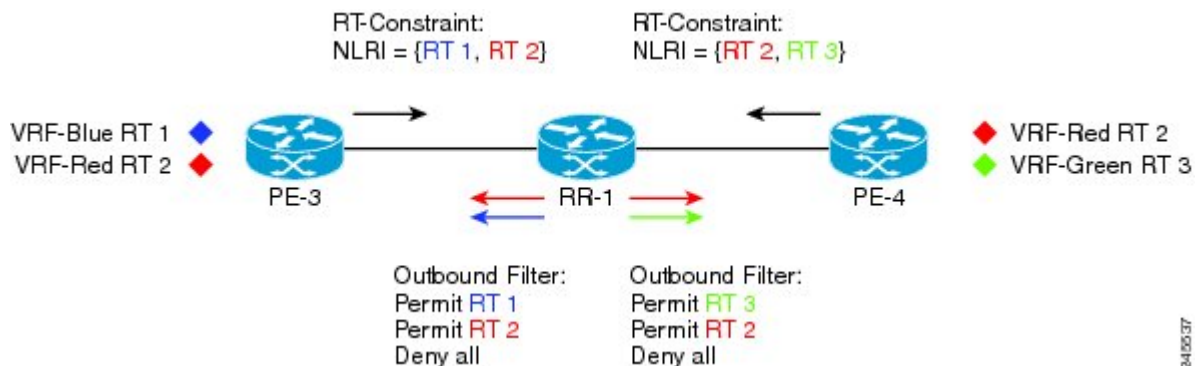 RT-Constraint:
NLRI = {RT 1, RT 2}
RT-Constraint:
NLRI = {RT 2, RT 3}
VRF-Blue RT 1
VRF-Red RT 2
PE-3
RR-1
PE-4
VRF-Red RT 2
VRF-Green RT 3
Outbound Filter:
Permit RT 1
Permit RT 2
Deny all
Outbound Filter:
Permit RT 3
Permit RT 2
Deny all